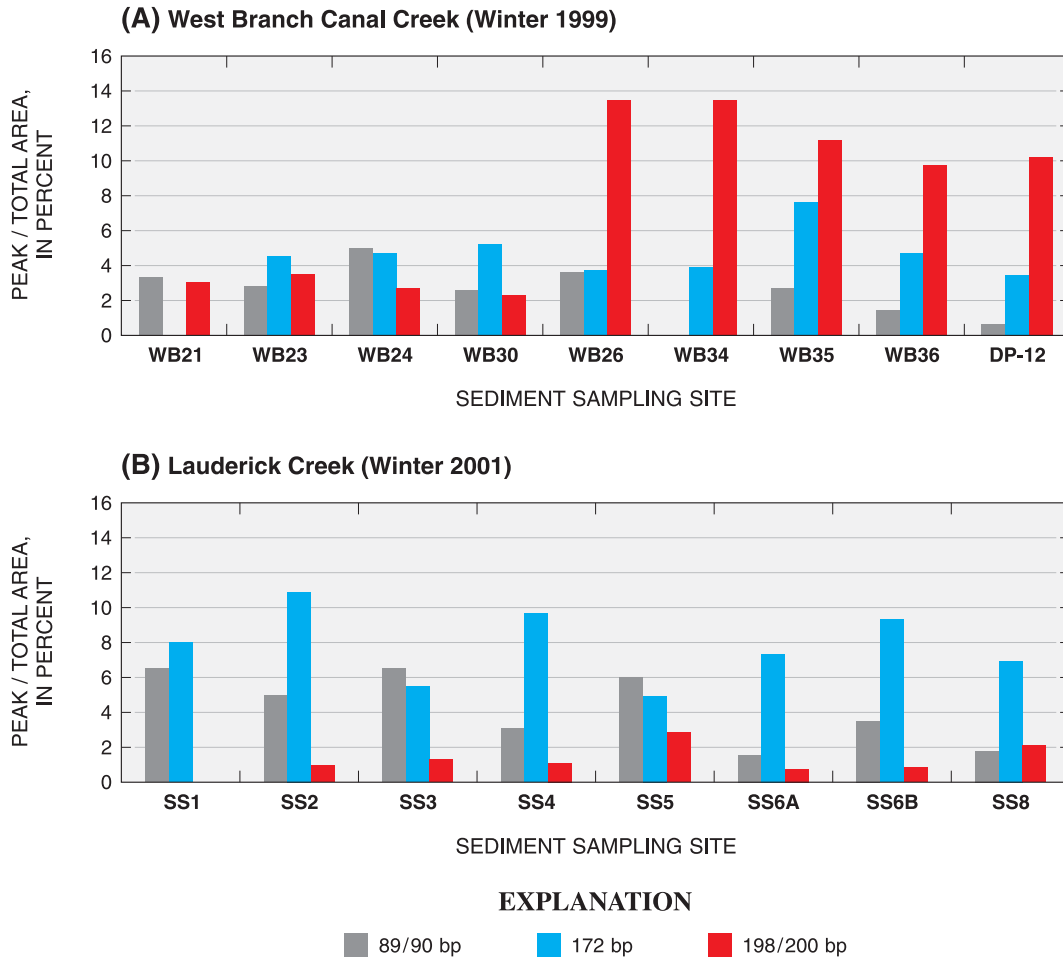 (A) West Branch Canal Creek (Winter 1999)
PEAK / TOTAL AREA,
IN PERCENT
16
14
12
10
8
6
4
2
0
WB21 WB23 WB24 WB30 WB26 WB34 WB35 WB36 DP-12
SEDIMENT SAMPLING SITE
(B) Lauderick Creek (Winter 2001)
PEAK / TOTAL AREA,
IN PERCENT
16
14
12
10
8
6
4
2
0
SS1 SS2 SS3 SS4 SS5 SS6A SS6B SS8
SEDIMENT SAMPLING SITE
EXPLANATION
89/90 bp 172 bp 198/200 bp